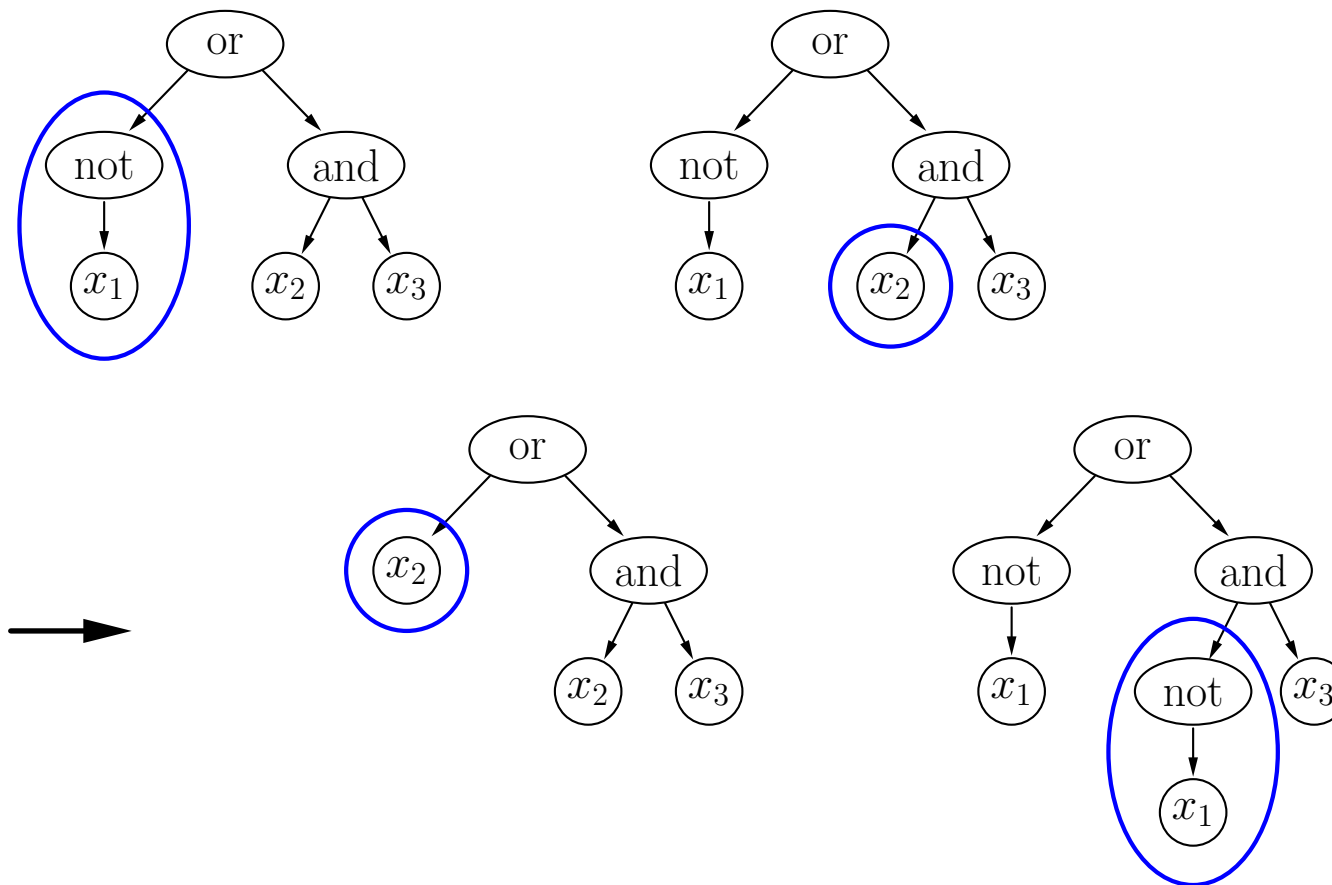 or or
not and not and
x₁ x₂ x₃ x₁ x₂ x₃
or or
x₂ and not and
x₂ x₃ x₁ not x₃
x₁